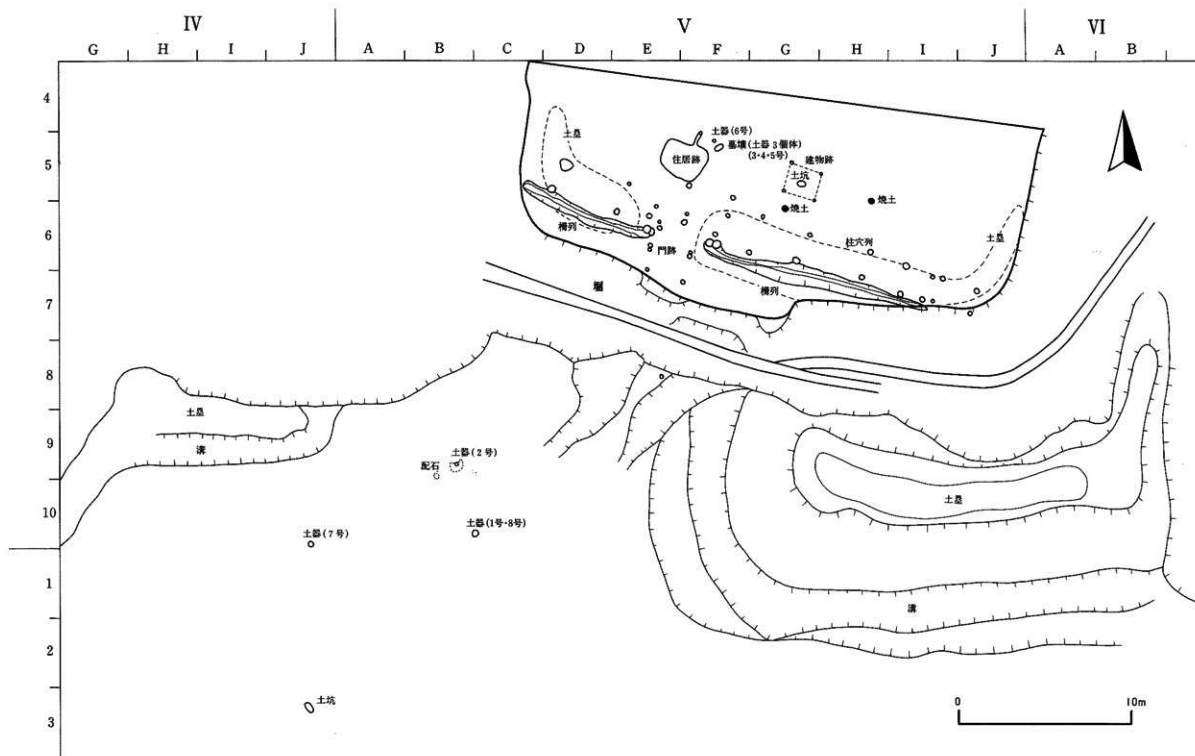 IV V VI
G H I J A B C D E F G H I J A B
4
5
6
7
8
9
10
1
2
3
土塁
住居跡
土器(6号)
墓壙(土器3個体)
(3・4・5号)
建物跡
土坑
焼土
焼土
柵列
門跡
柱穴列
土塁
柵列
堀
土塁
溝
土器(2号)
配石
土塁
土器(7号)
土器(1号・8号)
溝
土坑
0 10m